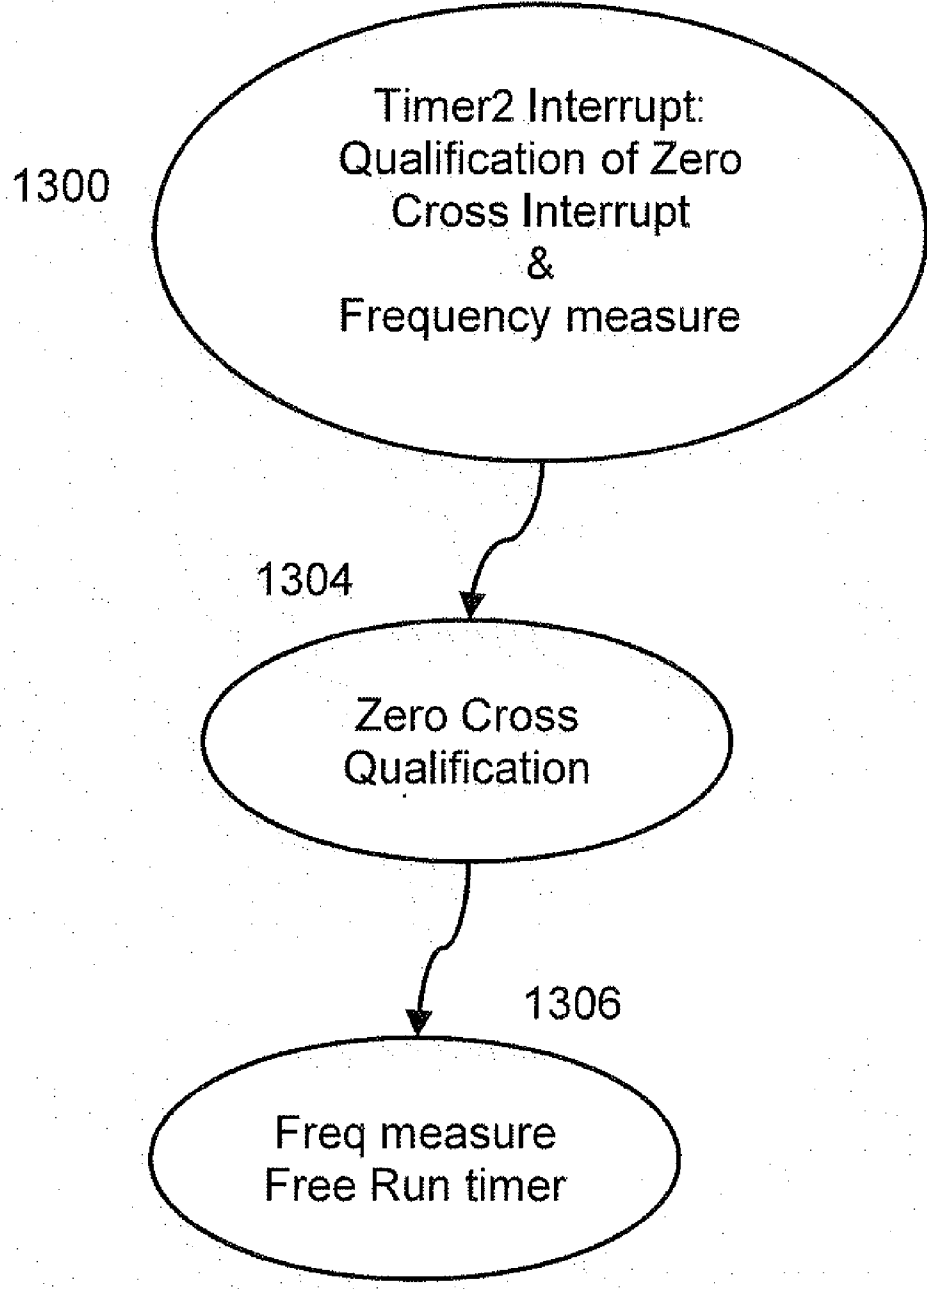 Timer2 Interrupt:
Qualification of Zero
Cross Interrupt
&
Frequency measure
1300
1304
Zero Cross
Qualification
1306
Freq measure
Free Run timer